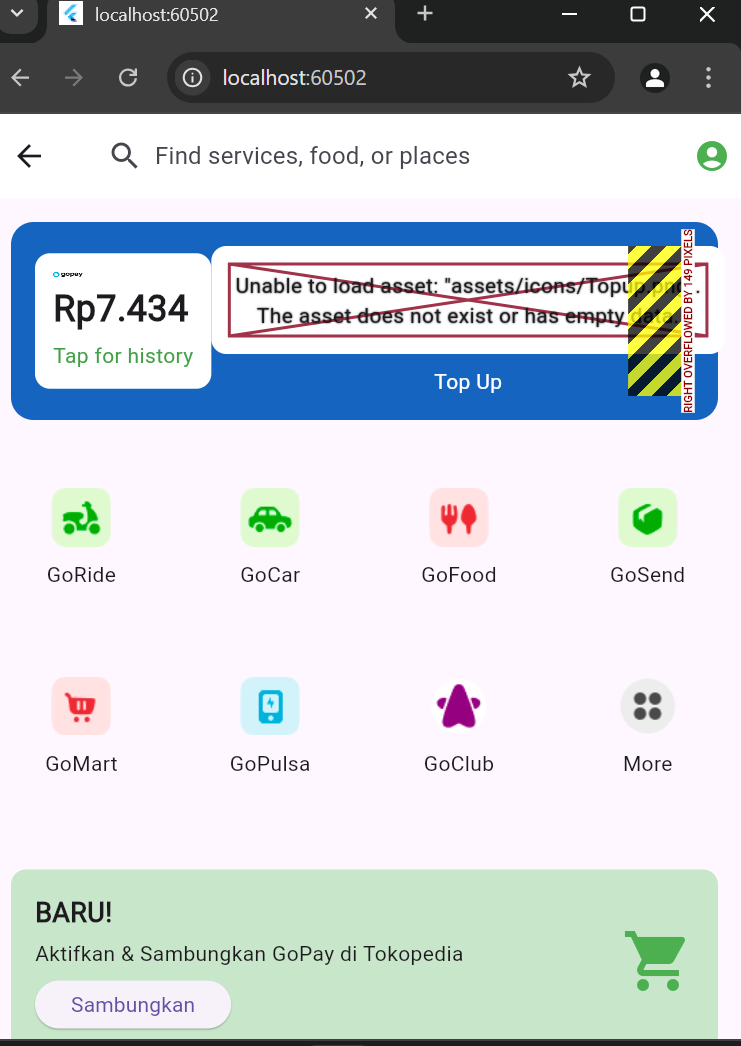 localhost:60502
localhost:60502
Find services, food, or places
gopay
Rp7.434
Tap for history
Unable to load asset: "assets/icons/Topup.png".
The asset does not exist or has empty data.
RIGHT OVERFLOWED BY 149 PIXELS
Top Up
GoRide
GoCar
GoFood
GoSend
GoMart
GoPulsa
GoClub
More
BARU!
Aktifkan & Sambungkan GoPay di Tokopedia
Sambungkan